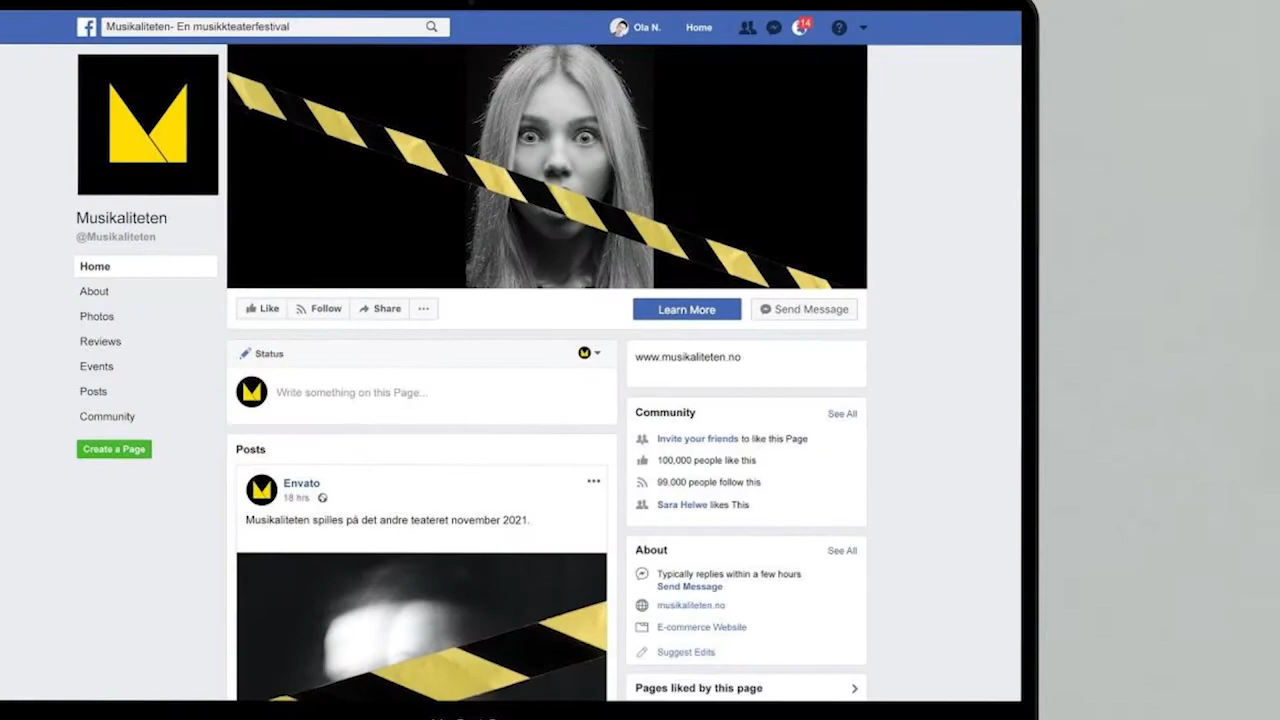 Musikaliteten- En musikkteaterfestival
Ola N.
Home
14
Musikaliteten
@Musikaliteten
Home
About
Photos
Reviews
Events
Posts
Community
Create a Page
Like
Follow
Share
Learn More
Send Message
Status
Write something on this Page...
Posts
Envato
18 hrs
Musikaliteten spilles på det andre teateret november 2021.
www.musikaliteten.no
Community
See All
Invite your friends to like this Page
100,000 people like this
99.000 people follow this
Sara Helwe likes This
About
See All
Typically replies within a few hours
Send Message
musikaliteten.no
E-commerce Website
Suggest Edits
Pages liked by this page